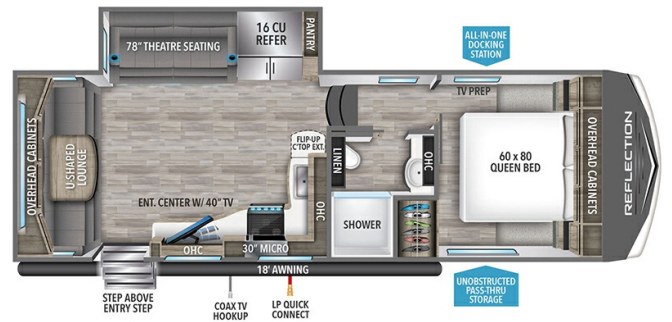 78" THEATRE SEATING
16 CU
REFER
PANTRY
ALL-IN-ONE
DOCKING
STATION
TV PREP
OVERHEAD CABINETS
U-SHAPED
LOUNGE
FLIP-UP
C'TOP EXT.
LINEN
OHC
60 x 80
QUEEN BED
OVERHEAD CABINETS
REFLECTION
ENT. CENTER W/ 40" TV
OHC
SHOWER
OHC
30" MICRO
18' AWNING
STEP ABOVE
ENTRY STEP
COAX TV
HOOKUP
LP QUICK
CONNECT
UNOBSTRUCTED
PASS-THRU
STORAGE